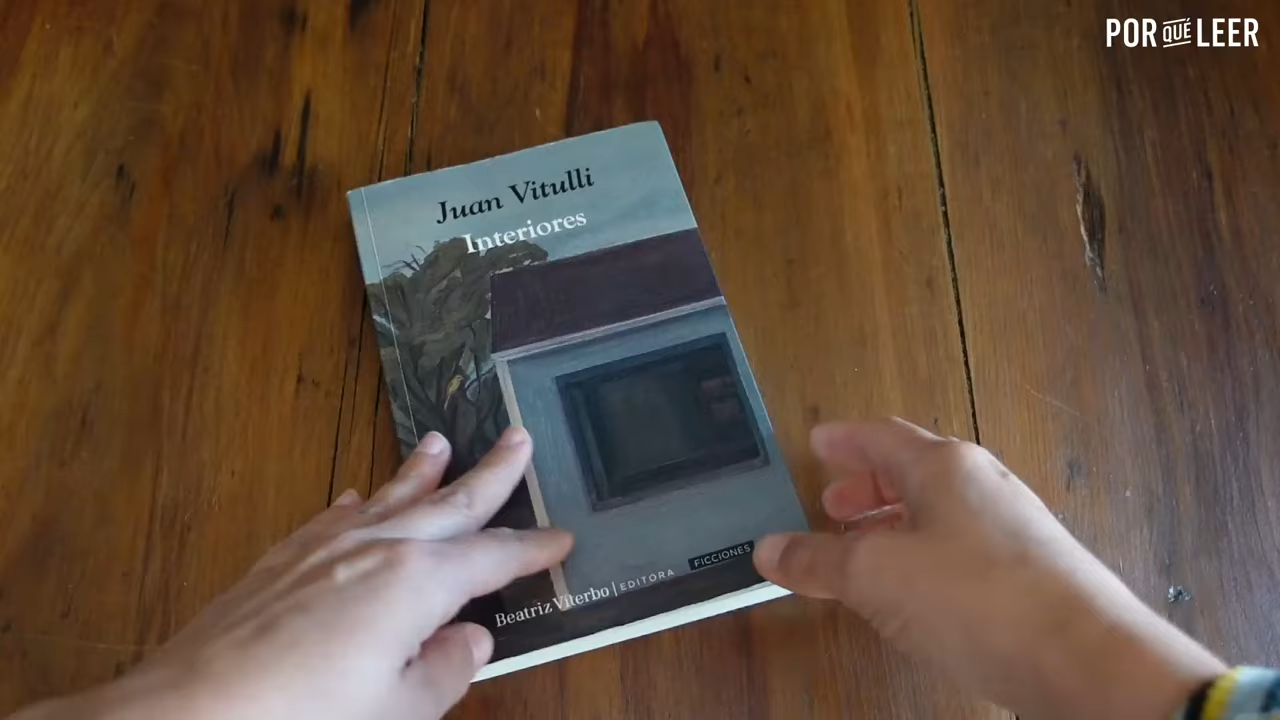 POR QUÉ LEER
Juan Vitulli
Interiores
FICCIONES
Beatriz Viterbo | EDITORA